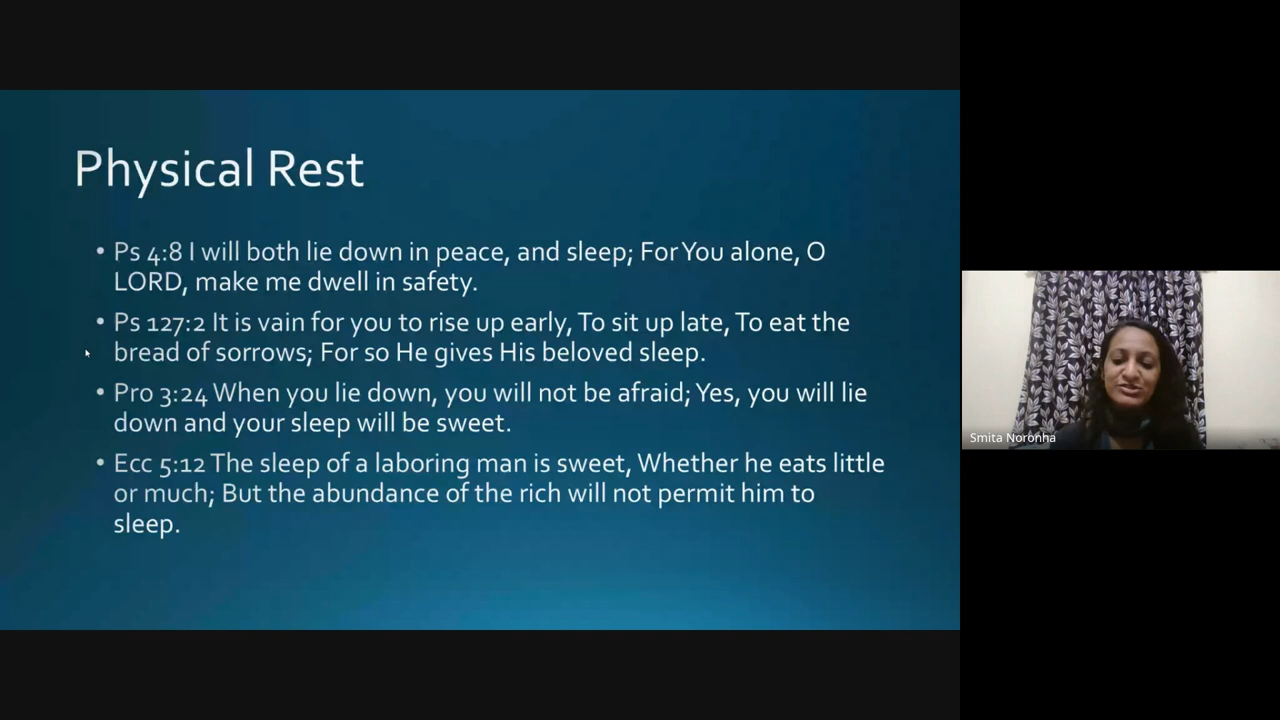 Physical Rest
• Ps 4:8 I will both lie down in peace, and sleep; For You alone, O
LORD, make me dwell in safety.
• Ps 127:2 It is vain for you to rise up early, To sit up late, To eat the
bread of sorrows; For so He gives His beloved sleep.
• Pro 3:24 When you lie down, you will not be afraid; Yes, you will lie
down and your sleep will be sweet.
• Ecc 5:12 The sleep of a laboring man is sweet, Whether he eats little
or much; But the abundance of the rich will not permit him to
sleep.
Smita Noronha